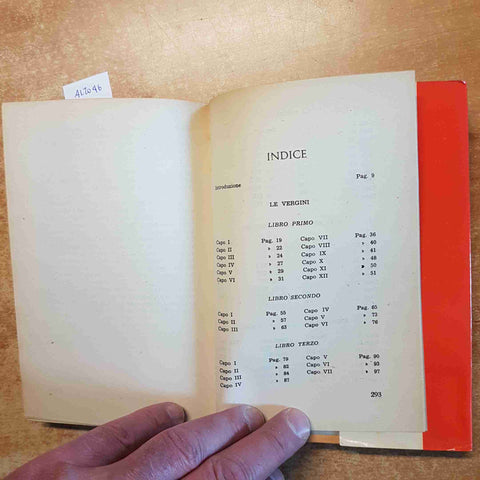 AL2046
INDICE
Introduzione Pag. 9
LE VERGINI
LIBRO PRIMO
Capo I Pag. 19 Capo VII Pag. 36
Capo II » 22 Capo VIII » 40
Capo III » 24 Capo IX » 41
Capo IV » 27 Capo X » 48
Capo V » 29 Capo XI » 50
Capo VI » 31 Capo XII » 51
LIBRO SECONDO
Capo I Pag. 55 Capo IV Pag. 65
Capo II » 57 Capo V » 72
Capo III » 63 Capo VI » 76
LIBRO TERZO
Capo I Pag. 79 Capo V Pag. 90
Capo II » 82 Capo VI » 93
Capo III » 84 Capo VII » 97
Capo IV » 87
293